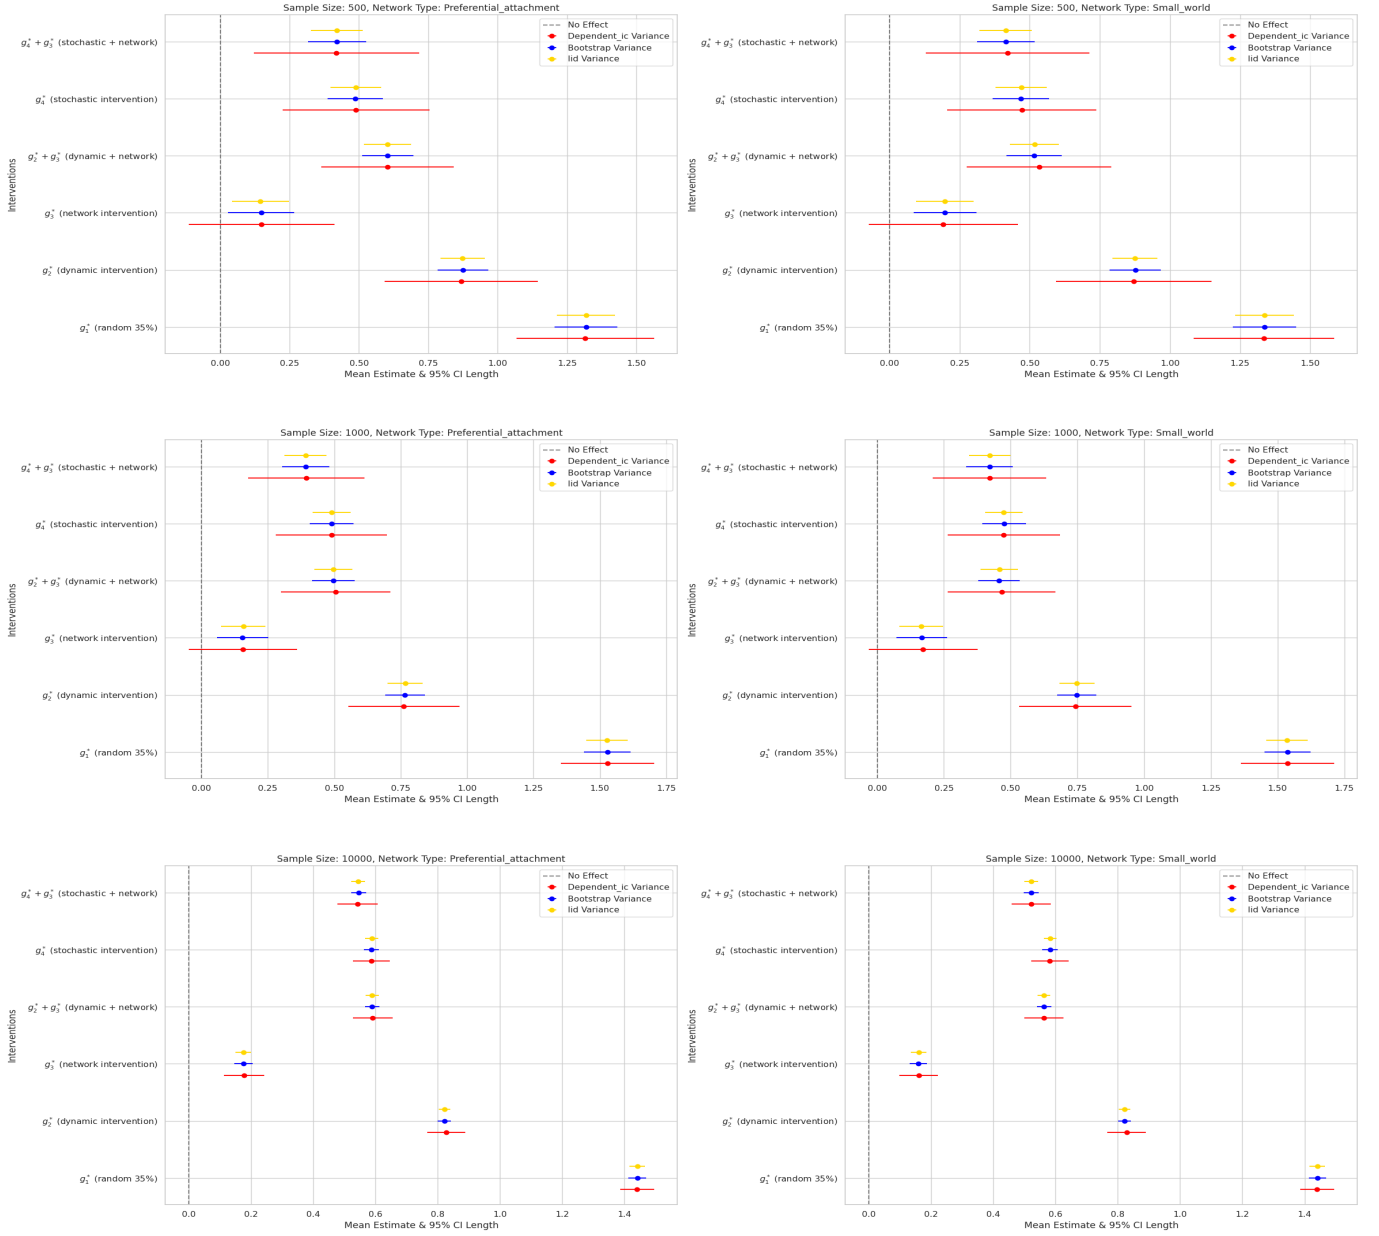 Sample Size: 500, Network Type: Preferential_attachment
No Effect
Dependent_ic Variance
Bootstrap Variance
Iid Variance
Interventions
g₄* + g₃* (stochastic + network)
g₄* (stochastic intervention)
g₂* + g₃* (dynamic + network)
g₃* (network intervention)
g₂* (dynamic intervention)
g₁* (random 35%)
0.00 0.25 0.50 0.75 1.00 1.25 1.50
Mean Estimate & 95% CI Length
Sample Size: 500, Network Type: Small_world
No Effect
Dependent_ic Variance
Bootstrap Variance
Iid Variance
Interventions
g₄* + g₃* (stochastic + network)
g₄* (stochastic intervention)
g₂* + g₃* (dynamic + network)
g₃* (network intervention)
g₂* (dynamic intervention)
g₁* (random 35%)
0.00 0.25 0.50 0.75 1.00 1.25 1.50
Mean Estimate & 95% CI Length
Sample Size: 1000, Network Type: Preferential_attachment
No Effect
Dependent_ic Variance
Bootstrap Variance
Iid Variance
Interventions
g₄* + g₃* (stochastic + network)
g₄* (stochastic intervention)
g₂* + g₃* (dynamic + network)
g₃* (network intervention)
g₂* (dynamic intervention)
g₁* (random 35%)
0.00 0.25 0.50 0.75 1.00 1.25 1.50 1.75
Mean Estimate & 95% CI Length
Sample Size: 1000, Network Type: Small_world
No Effect
Dependent_ic Variance
Bootstrap Variance
Iid Variance
Interventions
g₄* + g₃* (stochastic + network)
g₄* (stochastic intervention)
g₂* + g₃* (dynamic + network)
g₃* (network intervention)
g₂* (dynamic intervention)
g₁* (random 35%)
0.00 0.25 0.50 0.75 1.00 1.25 1.50 1.75
Mean Estimate & 95% CI Length
Sample Size: 10000, Network Type: Preferential_attachment
No Effect
Dependent_ic Variance
Bootstrap Variance
Iid Variance
Interventions
g₄* + g₃* (stochastic + network)
g₄* (stochastic intervention)
g₂* + g₃* (dynamic + network)
g₃* (network intervention)
g₂* (dynamic intervention)
g₁* (random 35%)
0.0 0.2 0.4 0.6 0.8 1.0 1.2 1.4
Mean Estimate & 95% CI Length
Sample Size: 10000, Network Type: Small_world
No Effect
Dependent_ic Variance
Bootstrap Variance
Iid Variance
Interventions
g₄* + g₃* (stochastic + network)
g₄* (stochastic intervention)
g₂* + g₃* (dynamic + network)
g₃* (network intervention)
g₂* (dynamic intervention)
g₁* (random 35%)
0.0 0.2 0.4 0.6 0.8 1.0 1.2 1.4
Mean Estimate & 95% CI Length